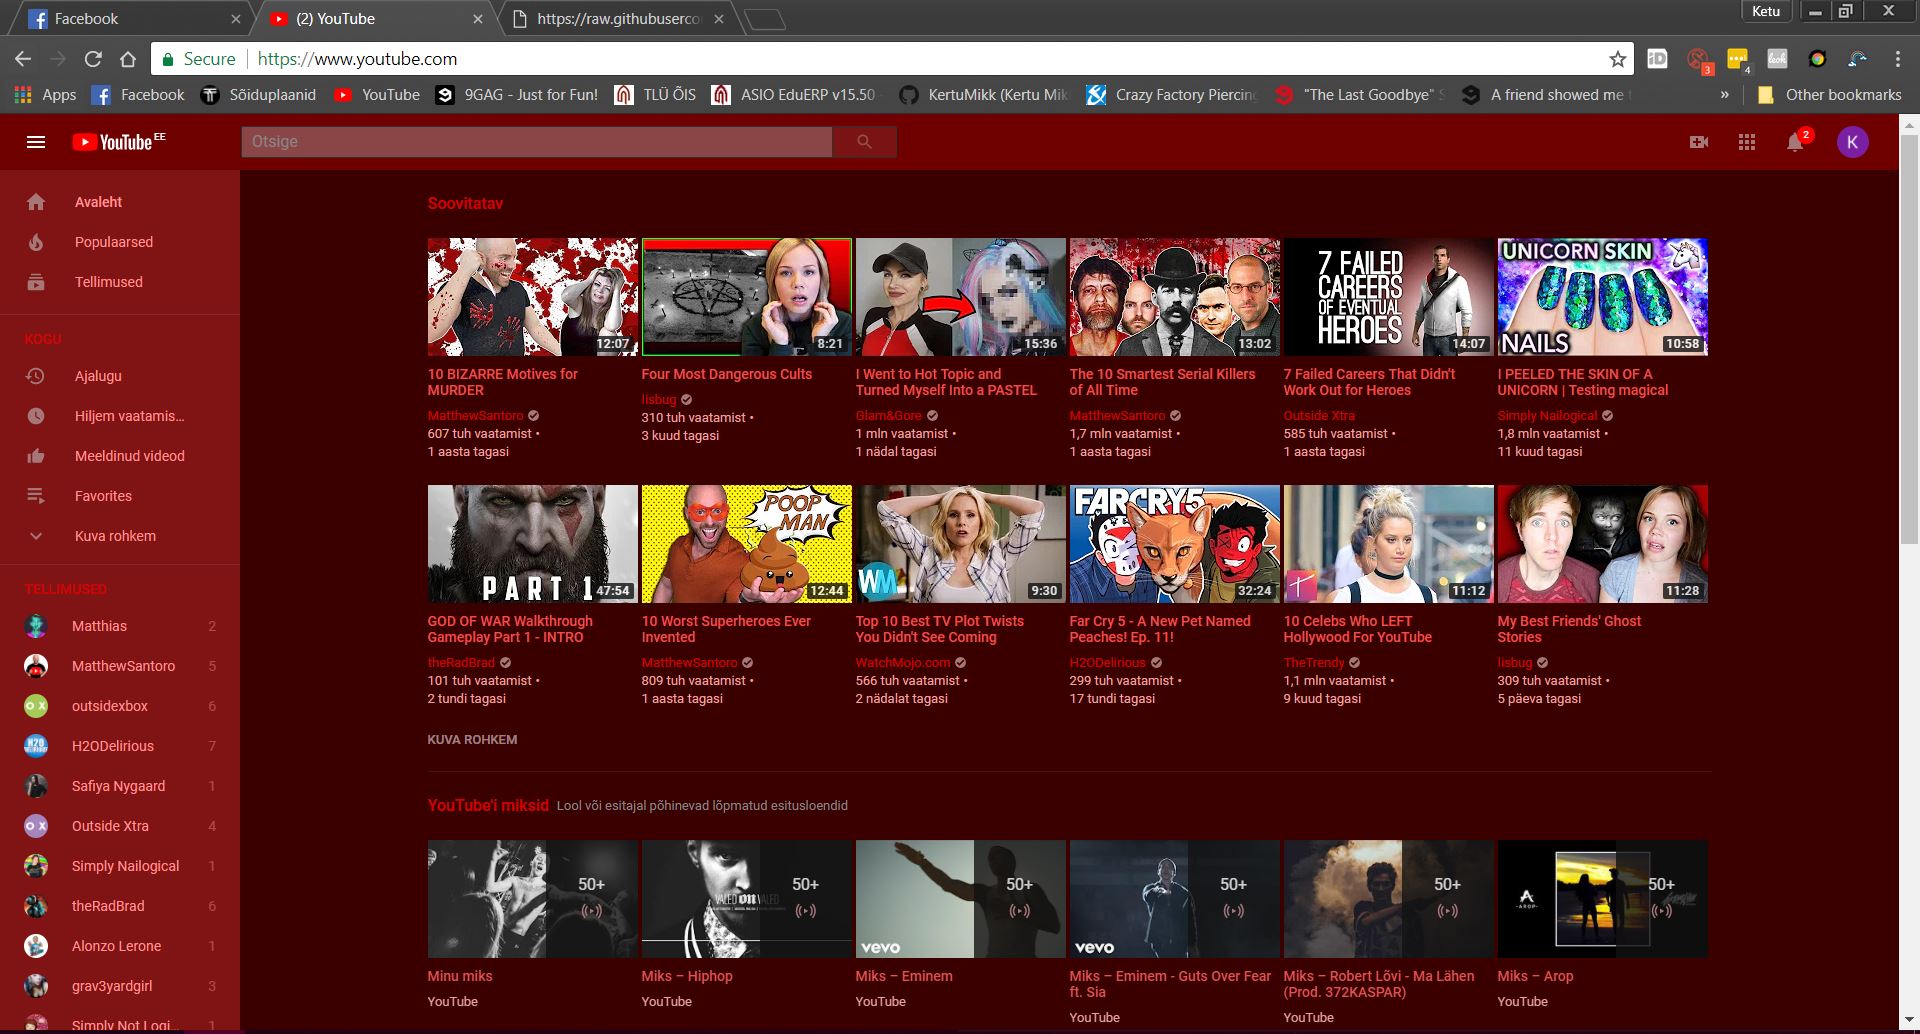 Facebook
(2) YouTube
https://raw.githubuserco
Ketu
Secure
https://www.youtube.com
3
4
Apps
Facebook
Sõiduplaanid
YouTube
9GAG - Just for Fun!
TLÜ ÕIS
ASIO EduERP v15.50
KertuMikk (Kertu Mik
Crazy Factory Piercing
"The Last Goodbye" S
A friend showed me t
»
Other bookmarks
YouTube EE
Otsige
2
K
Avaleht
Populaarsed
Tellimused
KOGU
Ajalugu
Hiljem vaatamis...
Meeldinud videod
Favorites
Kuva rohkem
TELLIMUSED
Matthias 2
MatthewSantoro 5
outsidexbox 6
H2ODelirious 7
Safiya Nygaard 1
Outside Xtra 4
Simply Nailogical 1
theRadBrad 6
Alonzo Lerone 1
grav3yardgirl 3
Simply Not Logi... 1
Soovitatav
12:07
10 BIZARRE Motives for
MURDER
MatthewSantoro
607 tuh vaatamist •
1 aasta tagasi
8:21
Four Most Dangerous Cults
lisbug
310 tuh vaatamist •
3 kuud tagasi
15:36
I Went to Hot Topic and
Turned Myself Into a PASTEL
Glam&Gore
1 mln vaatamist •
1 nädal tagasi
13:02
The 10 Smartest Serial Killers
of All Time
MatthewSantoro
1,7 mln vaatamist •
1 aasta tagasi
7 FAILED
CAREERS
OF EVENTUAL
HEROES
14:07
7 Failed Careers That Didn't
Work Out for Heroes
Outside Xtra
585 tuh vaatamist •
1 aasta tagasi
UNICORN SKIN
NAILS
10:58
I PEELED THE SKIN OF A
UNICORN | Testing magical
Simply Nailogical
1,8 mln vaatamist •
11 kuud tagasi
PART 1
47:54
GOD OF WAR Walkthrough
Gameplay Part 1 - INTRO
theRadBrad
101 tuh vaatamist •
2 tundi tagasi
POOP
MAN
12:44
10 Worst Superheroes Ever
Invented
MatthewSantoro
809 tuh vaatamist •
1 aasta tagasi
WM
9:30
Top 10 Best TV Plot Twists
You Didn't See Coming
WatchMojo.com
566 tuh vaatamist •
2 nädalat tagasi
FARCRY5
32:24
Far Cry 5 - A New Pet Named
Peaches! Ep. 11!
H2ODelirious
299 tuh vaatamist •
17 tundi tagasi
11:12
10 Celebs Who LEFT
Hollywood For YouTube
TheTrendy
1,1 mln vaatamist •
9 kuud tagasi
11:28
My Best Friends' Ghost
Stories
lisbug
309 tuh vaatamist •
5 päeva tagasi
KUVA ROHKEM
YouTube'i miksid Lool või esitajal põhinevad lõpmatud esitusloendid
50+
Minu miks
YouTube
50+
Miks – Hiphop
YouTube
vevo
50+
Miks – Eminem
YouTube
vevo
50+
Miks – Eminem - Guts Over Fear
ft. Sia
YouTube
50+
Miks – Robert Lõvi - Ma Lähen
(Prod. 372KASPAR)
YouTube
-AROP-
50+
Miks – Arop
YouTube